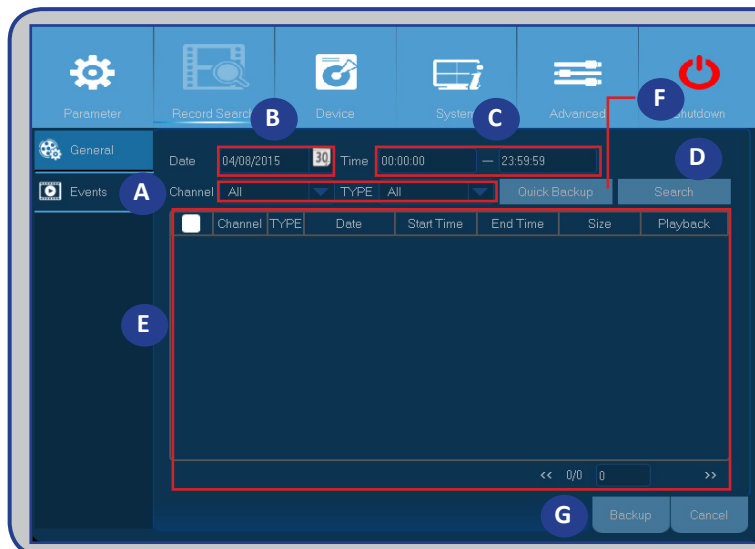 Parameter Record Search Device System Advanced Shutdown
B C F
General Date 04/08/2015 30 Time 00:00:00 — 23:59:59 D
Events A Channel All TYPE All Quick Backup Search
Channel TYPE Date Start Time End Time Size Playback
E
<< 0/0 0 >>
G Backup Cancel